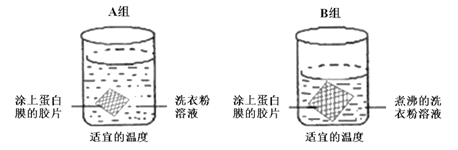 A组
涂上蛋白
膜的胶片
洗衣粉
溶液
适宜的温度
B组
涂上蛋白
膜的胶片
煮沸的洗
衣粉溶液
适宜的温度